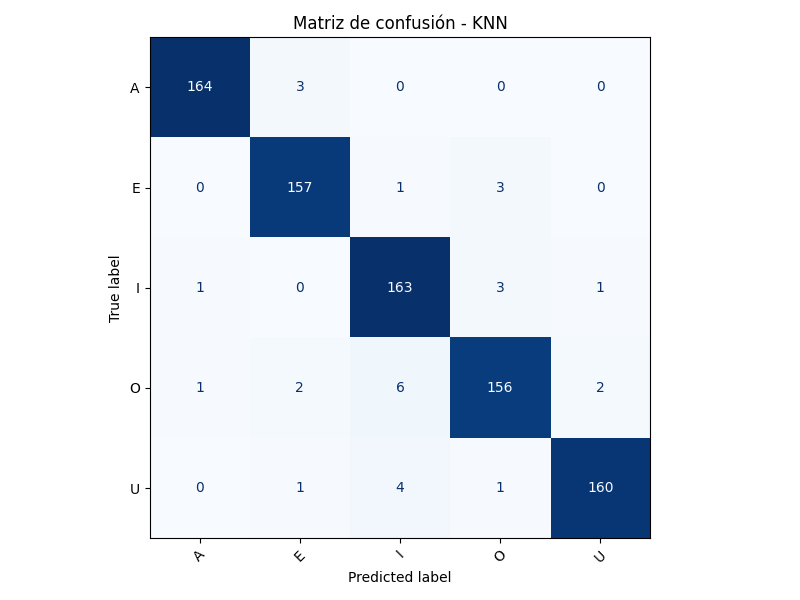 Matriz de confusión - KNN
True label
A 164 3 0 0 0
E 0 157 1 3 0
I 1 0 163 3 1
O 1 2 6 156 2
U 0 1 4 1 160
A E I O U
Predicted label